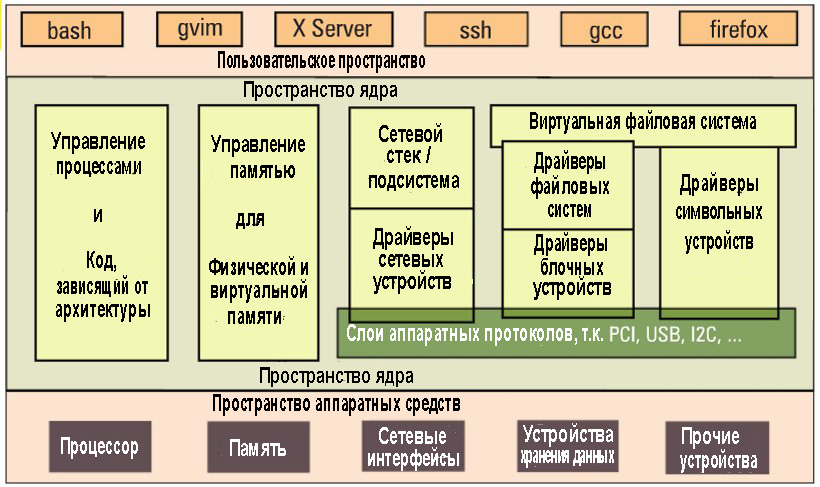 bash
gvim
X Server
ssh
gcc
firefox
Пользовательское пространство
Пространство ядра
Управление
процессами
и
Код,
зависящий от
архитектуры
Управление
памятью
для
Физической и
виртуальной
памяти
Сетевой
стек /
подсистема
Драйверы
сетевых
устройств
Виртуальная файловая система
Драйверы
файловых
систем
Драйверы
блочных
устройств
Драйверы
символьных
устройств
Слои аппаратных протоколов, т.к. PCI, USB, I2C, ...
Пространство ядра
Пространство аппаратных средств
Процессор
Память
Сетевые
интерфейсы
Устройства
хранения данных
Прочие
устройства